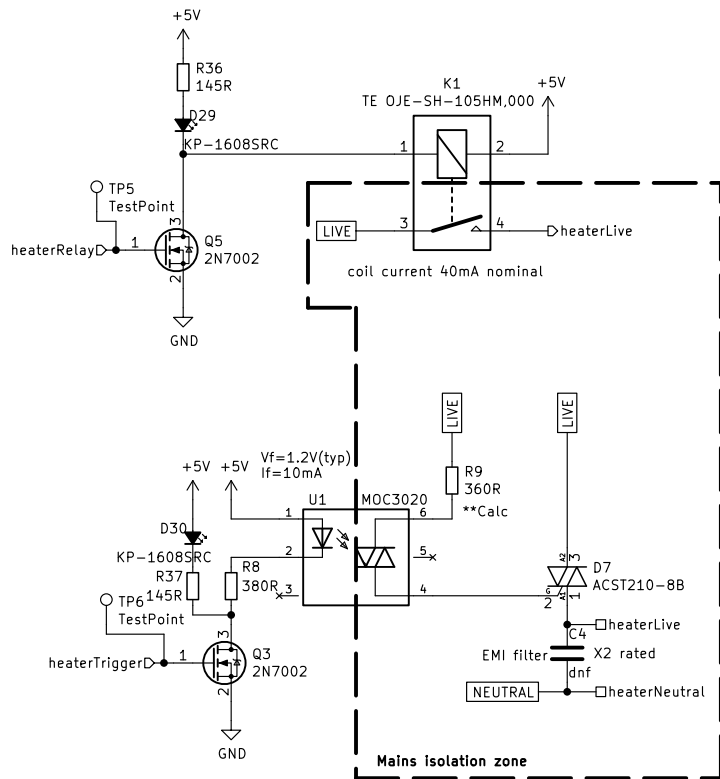 +5V
R36
145R
D29
KP-1608SRC
K1
TE OJE-SH-105HM,000
+5V
1
2
TP5
TestPoint
3
heaterRelay
1
Q5
2N7002
2
GND
LIVE
3
4
heaterLive
coil current 40mA nominal
LIVE
LIVE
Vf=1.2V(typ)
If=10mA
+5V
+5V
R9
360R
**Calc
U1
MOC3020
1
6
D30
KP-1608SRC
2
5
R37
145R
R8
380R
3
4
A2
3
D7
ACST210-8B
G
2
A1
1
TP6
TestPoint
3
heaterTrigger
1
Q3
2N7002
2
GND
heaterLive
C4
EMI filter
X2 rated
dnf
NEUTRAL
heaterNeutral
Mains isolation zone